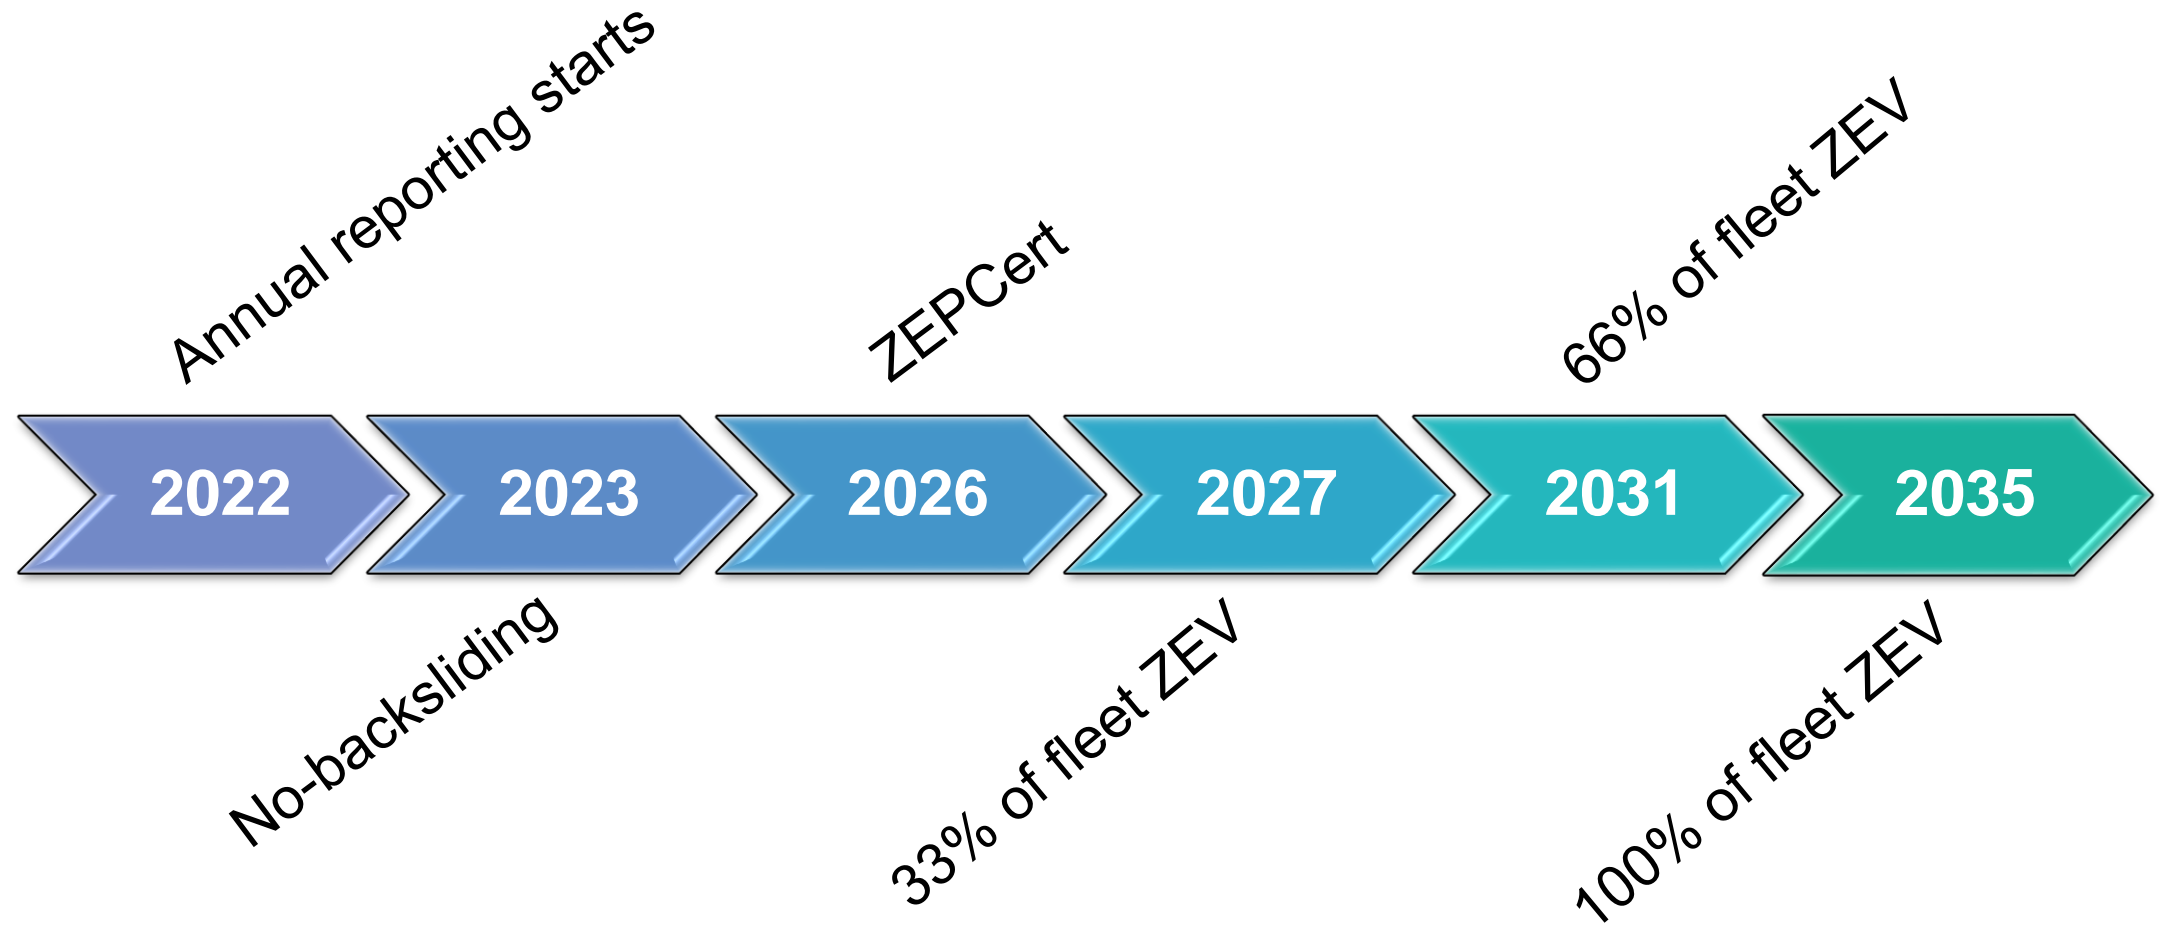 Annual reporting starts
ZEPCert
66% of fleet ZEV
2022
2023
2026
2027
2031
2035
No-backsliding
33% of fleet ZEV
100% of fleet ZEV